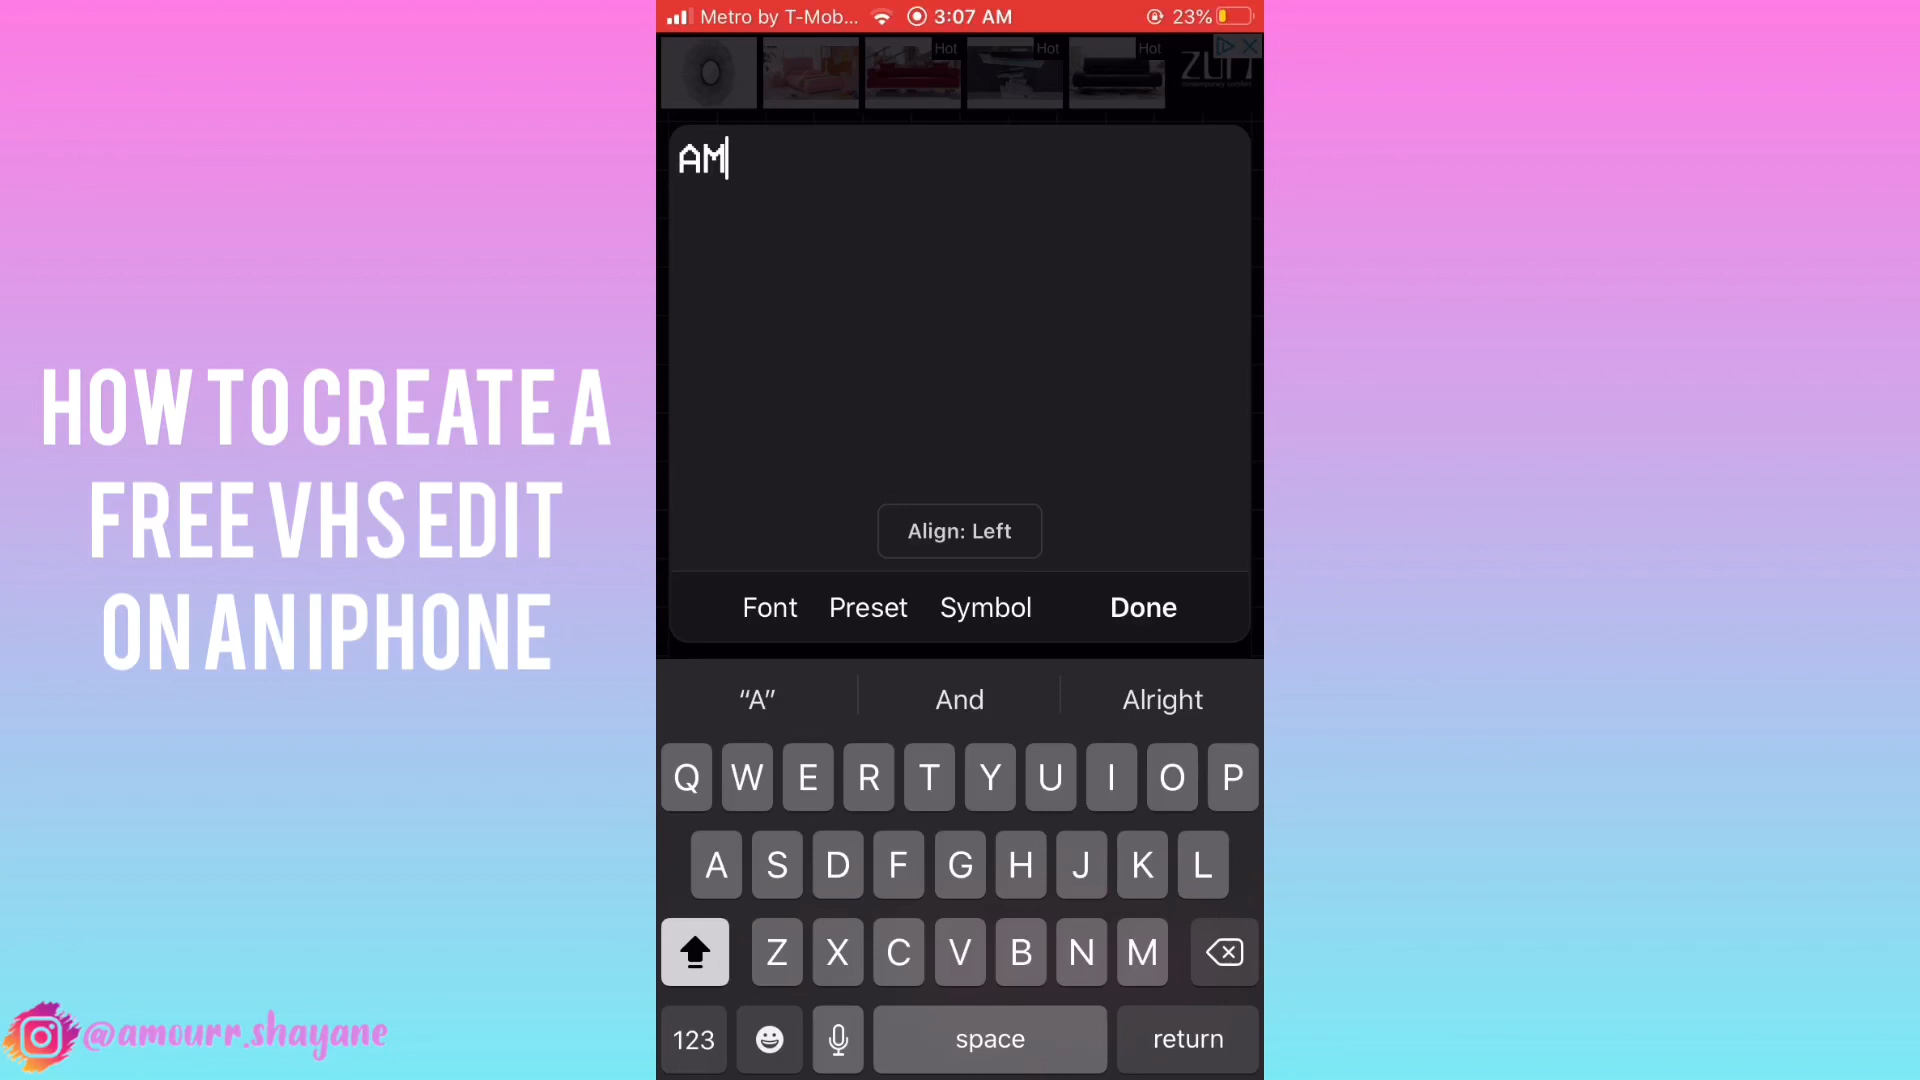 HOW TO CREATE A
FREE VHS EDIT
ON AN IPHONE
@amourr.shayane
Metro by T-Mob... 3:07 AM 23%
Hot Hot Hot
AM
Align: Left
Font Preset Symbol Done
“A” And Alright
Q W E R T Y U I O P
A S D F G H J K L
Z X C V B N M
123 space return